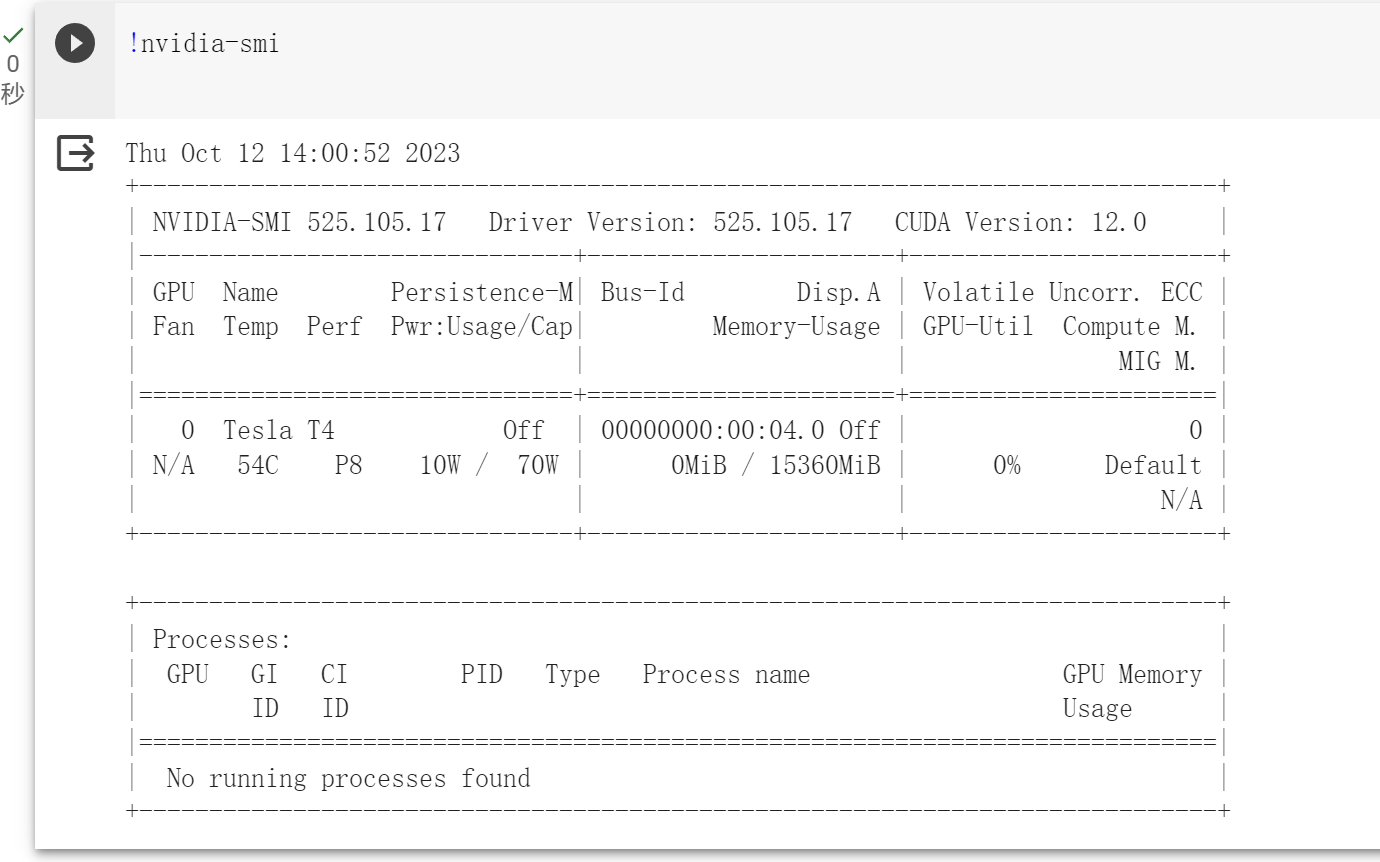 !nvidia-smi
0
秒
Thu Oct 12 14:00:52 2023
+-----------------------------------------------------------------------------+
| NVIDIA-SMI 525.105.17   Driver Version: 525.105.17   CUDA Version: 12.0     |
|-------------------------------+----------------------+----------------------+
| GPU  Name        Persistence-M| Bus-Id        Disp.A | Volatile Uncorr. ECC |
| Fan  Temp  Perf  Pwr:Usage/Cap|         Memory-Usage | GPU-Util  Compute M. |
|                               |                      |               MIG M. |
|===============================+======================+======================|
|   0  Tesla T4            Off  | 00000000:00:04.0 Off |                    0 |
| N/A   54C    P8    10W /  70W |      0MiB / 15360MiB |      0%      Default |
|                               |                      |                  N/A |
+-------------------------------+----------------------+----------------------+

+-----------------------------------------------------------------------------+
| Processes:                                                                  |
|  GPU   GI   CI        PID   Type   Process name                  GPU Memory |
|        ID   ID                                                   Usage      |
|=============================================================================|
|  No running processes found                                                 |
+-----------------------------------------------------------------------------+